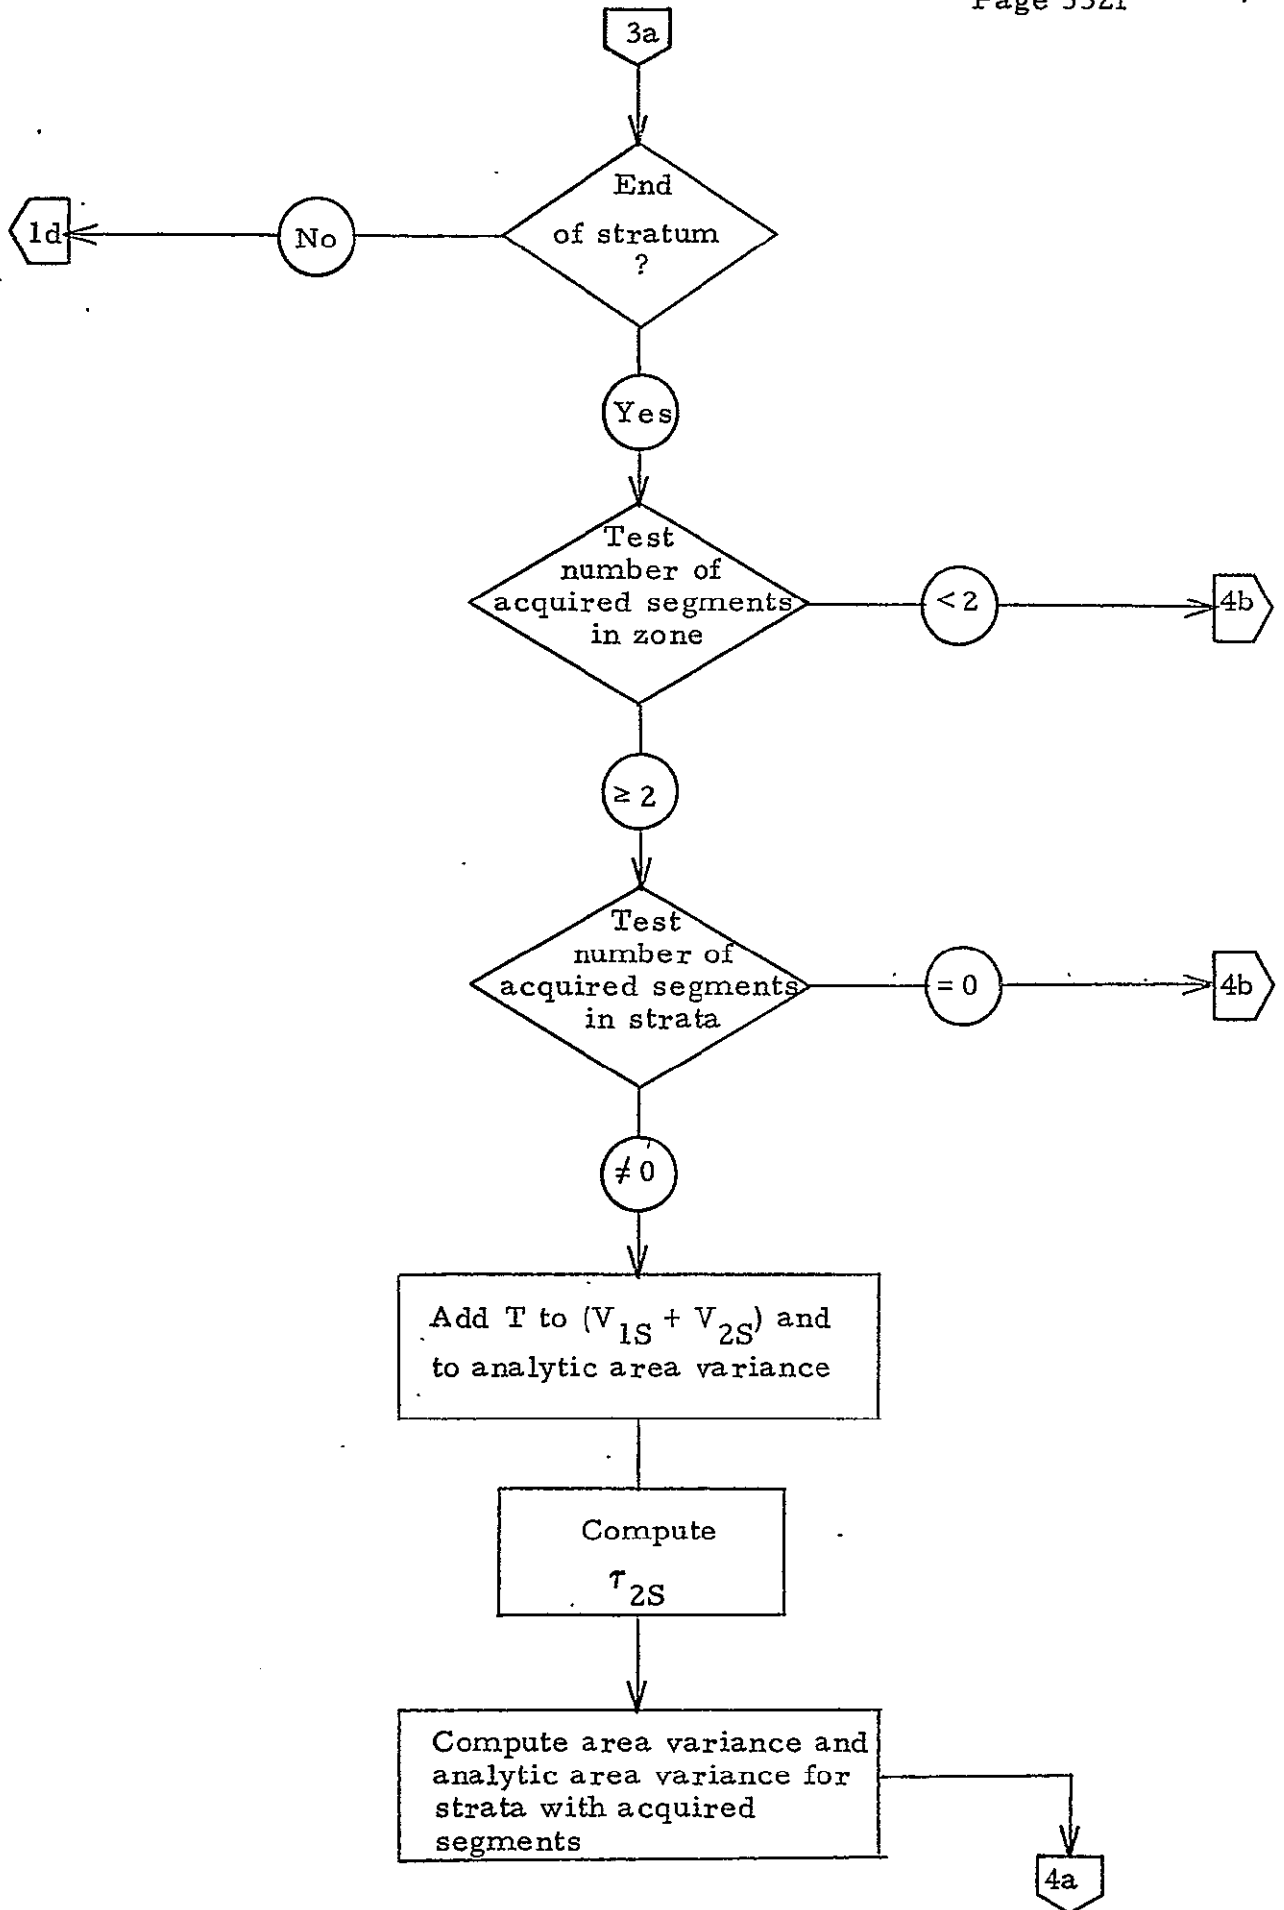 Page 3321
3a
End
of stratum
?
No
1d
Yes
Test
number of
acquired segments
in zone
< 2
4b
≥ 2
Test
number of
acquired segments
in strata
= 0
4b
≠ 0
Add T to (V1S + V2S) and
to analytic area variance
Compute
τ2S
Compute area variance and
analytic area variance for
strata with acquired
segments
4a